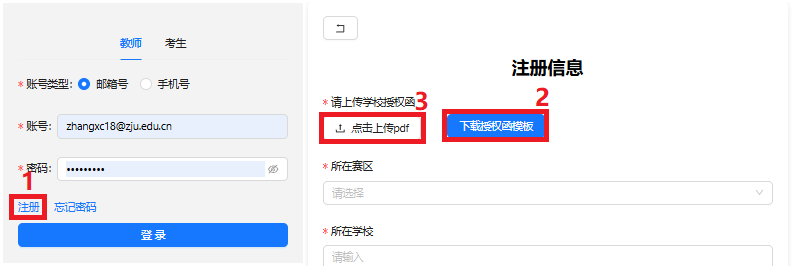 教师 考生
* 账号类型: 邮箱号 手机号
* 账号: zhangxc18@zju.edu.cn
* 密码: •••••••••
1
注册 忘记密码
登 录
注册信息
* 请上传学校授权函
3
2
点击上传pdf 下载授权函模板
* 所在赛区
请选择
* 所在学校
请输入